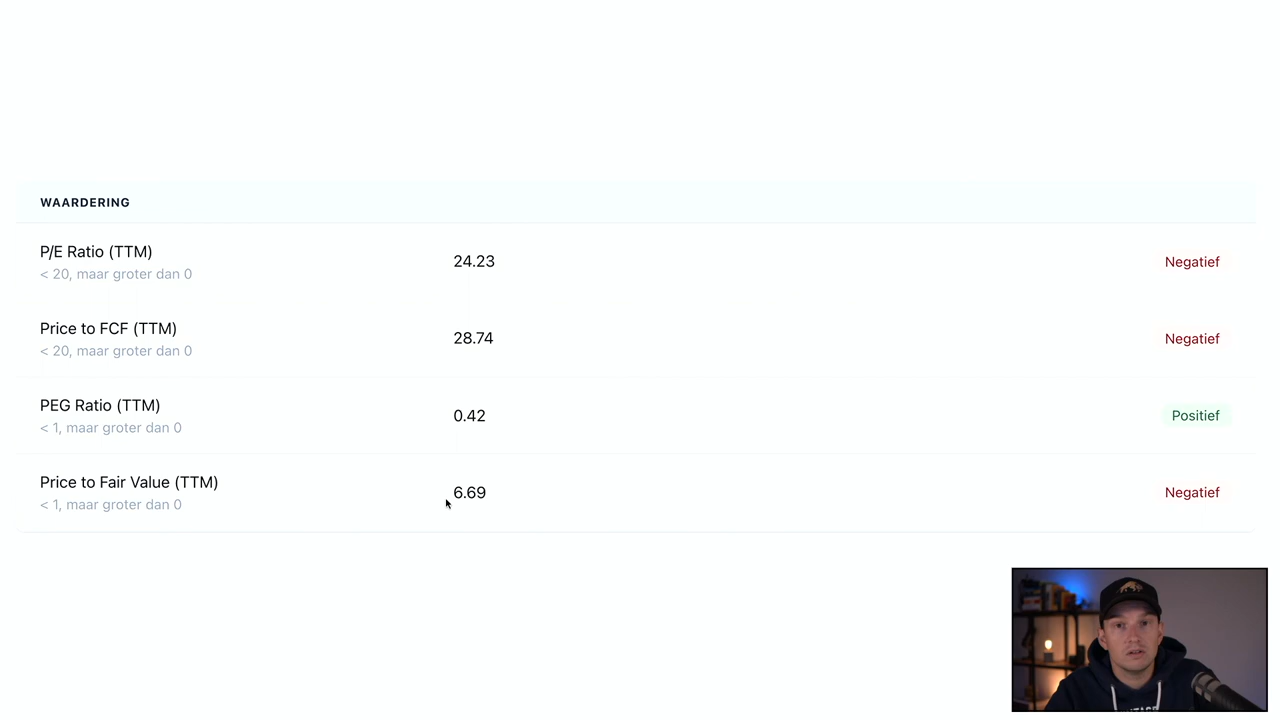 WAARDERING
P/E Ratio (TTM)
< 20, maar groter dan 0
24.23
Negatief
Price to FCF (TTM)
< 20, maar groter dan 0
28.74
Negatief
PEG Ratio (TTM)
< 1, maar groter dan 0
0.42
Positief
Price to Fair Value (TTM)
< 1, maar groter dan 0
6.69
Negatief